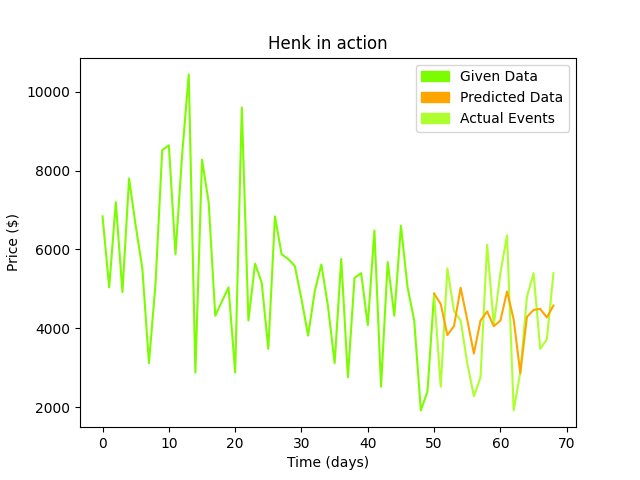 Henk in action
Given Data
Predicted Data
Actual Events
Price ($)
10000
8000
6000
4000
2000
0 10 20 30 40 50 60 70
Time (days)